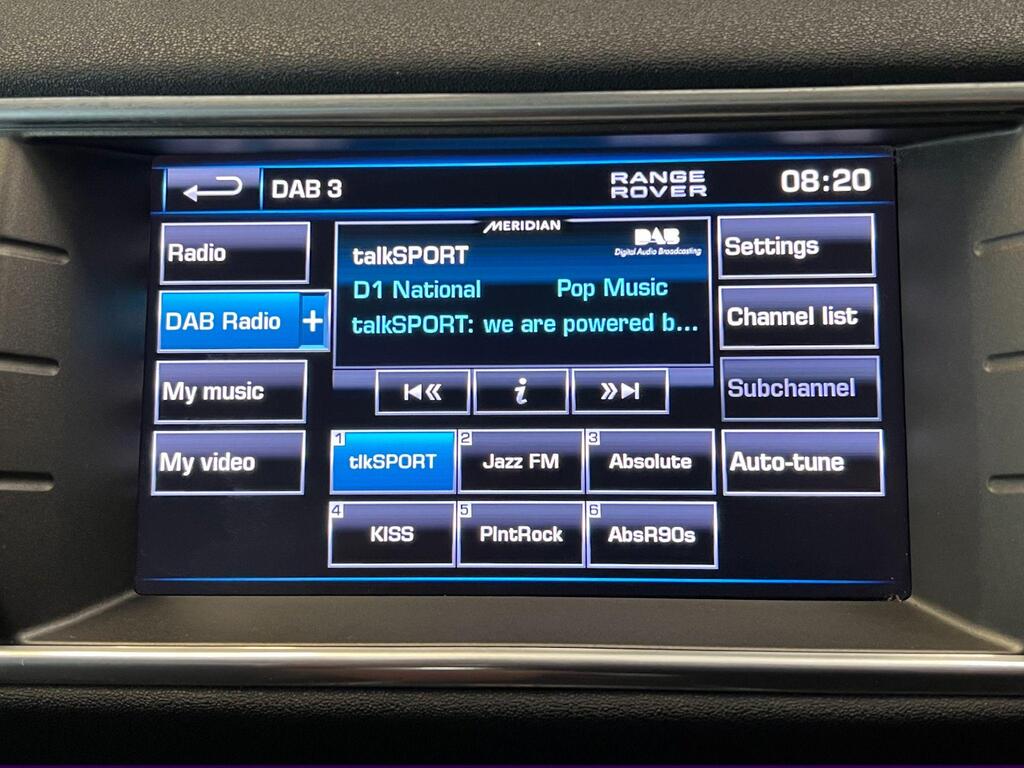 DAB 3
RANGE
ROVER
08:20
Radio
DAB Radio +
My music
My video
MERIDIAN
talkSPORT
DAB
Digital Audio Broadcasting
D1 National Pop Music
talkSPORT: we are powered b...
i
1 tlkSPORT
2 Jazz FM
3 Absolute
4 KISS
5 PlntRock
6 AbsR90s
Settings
Channel list
Subchannel
Auto-tune